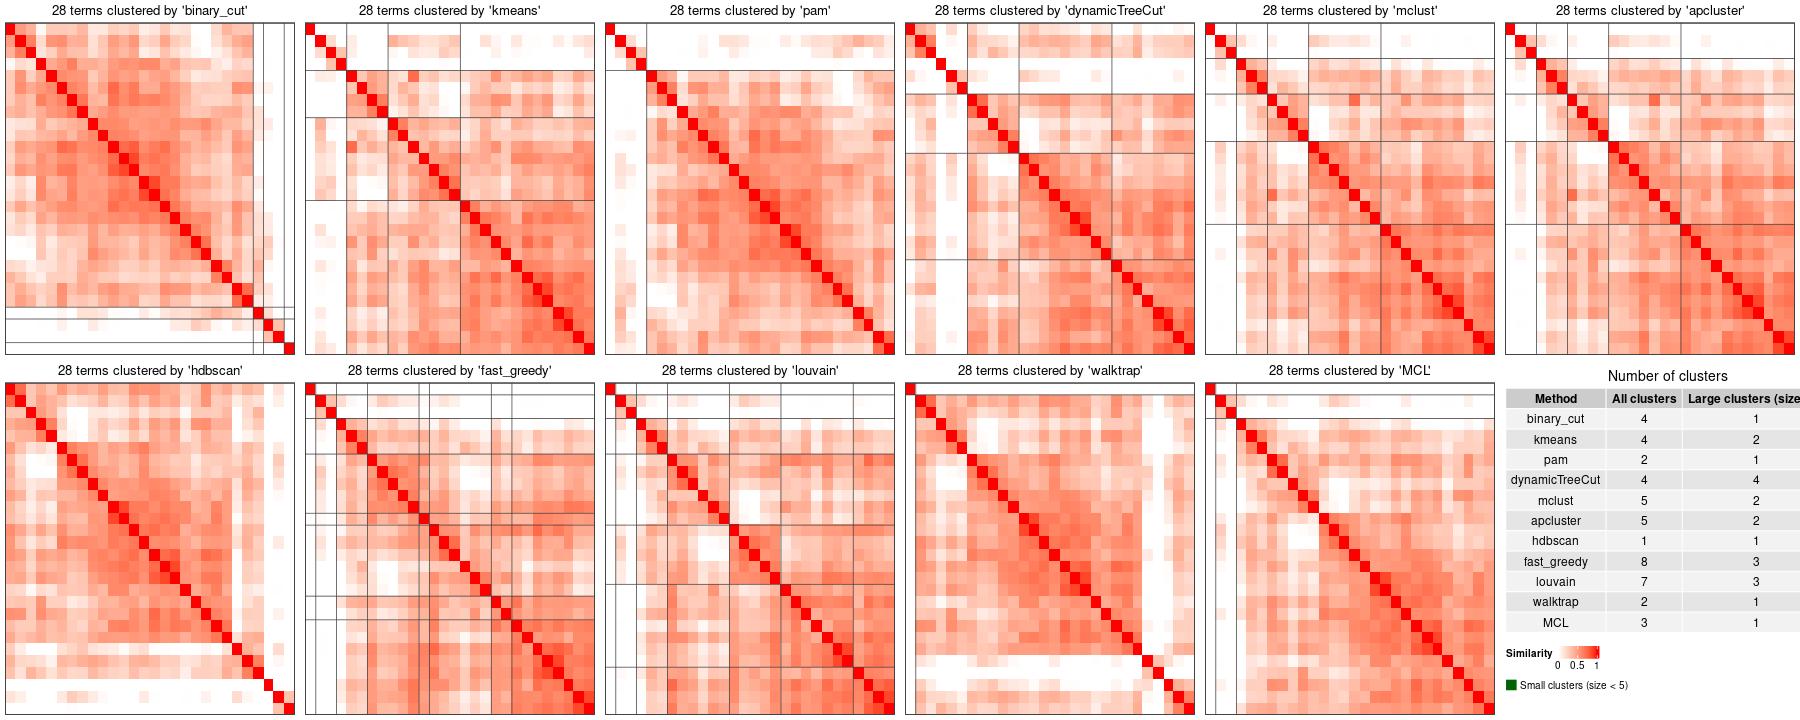 28 terms clustered by 'binary_cut'
28 terms clustered by 'kmeans'
28 terms clustered by 'pam'
28 terms clustered by 'dynamicTreeCut'
28 terms clustered by 'mclust'
28 terms clustered by 'apcluster'
28 terms clustered by 'hdbscan'
28 terms clustered by 'fast_greedy'
28 terms clustered by 'louvain'
28 terms clustered by 'walktrap'
28 terms clustered by 'MCL'
Number of clusters
Method All clusters Large clusters (size
binary_cut 4 1
kmeans 4 2
pam 2 1
dynamicTreeCut 4 4
mclust 5 2
apcluster 5 2
hdbscan 1 1
fast_greedy 8 3
louvain 7 3
walktrap 2 1
MCL 3 1
Similarity
0 0.5 1
Small clusters (size < 5)